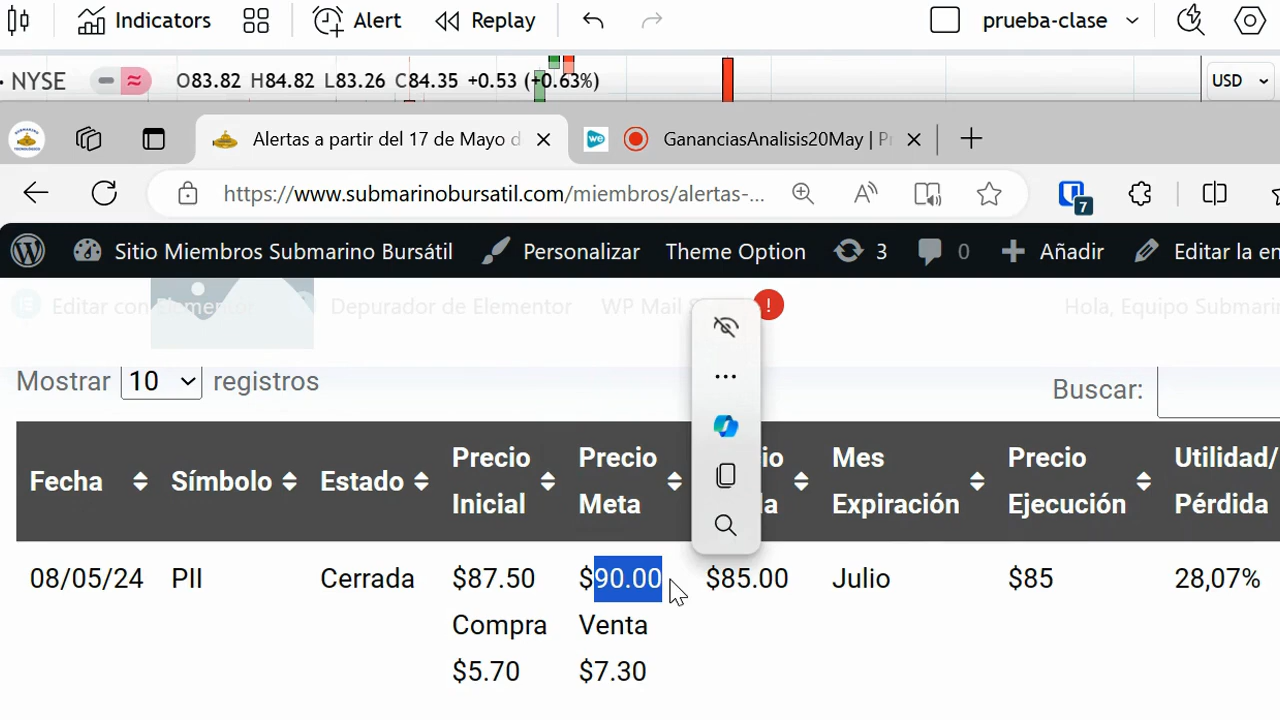 Indicators Alert Replay prueba-clase
NYSE O83.82 H84.82 L83.26 C84.35 +0.53 (+0.63%) USD
Alertas a partir del 17 de Mayo d GananciasAnalisis20May | P
https://www.submarinobursatil.com/miembros/alertas-... 7
Sitio Miembros Submarino Bursátil Personalizar Theme Option 3 0 Añadir Editar la en
Editar con Elementor Depurador de Elementor WP Mail S ! Hola, Equipo Submarin
Mostrar 10 registros Buscar:
Fecha Símbolo Estado Precio Inicial Precio Meta Mes Expiración Precio Ejecución Utilidad/ Pérdida
08/05/24 PII Cerrada $87.50 $90.00 $85.00 Julio $85 28,07%
Compra Venta
$5.70 $7.30